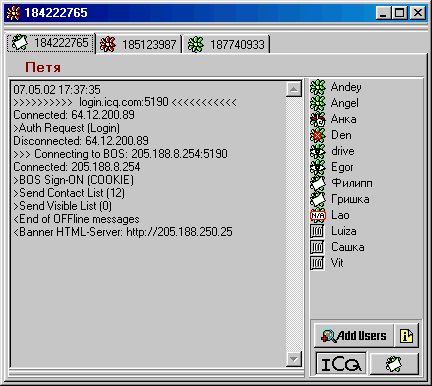 184222765
184222765 185123987 187740933
Петя
07.05.02 17:37:35
>>>>>>>>>> login.icq.com:5190 <<<<<<<<<<<
Connected: 64.12.200.89
>Auth Request (Login)
Disconnected: 64.12.200.89
>>> Connecting to BOS: 205.188.8.254:5190
Connected: 205.188.8.254
>BOS Sign-ON (COOKIE)
>Send Contact List (12)
>Send Visible List (0)
<End of OFFline messages
<Banner HTML-Server: http://205.188.250.25
Andey
Angel
Анка
Den
drive
Egor
Филипп
Гришка
N/A Lao
Luiza
Сашка
Vit
Add Users
ICQ